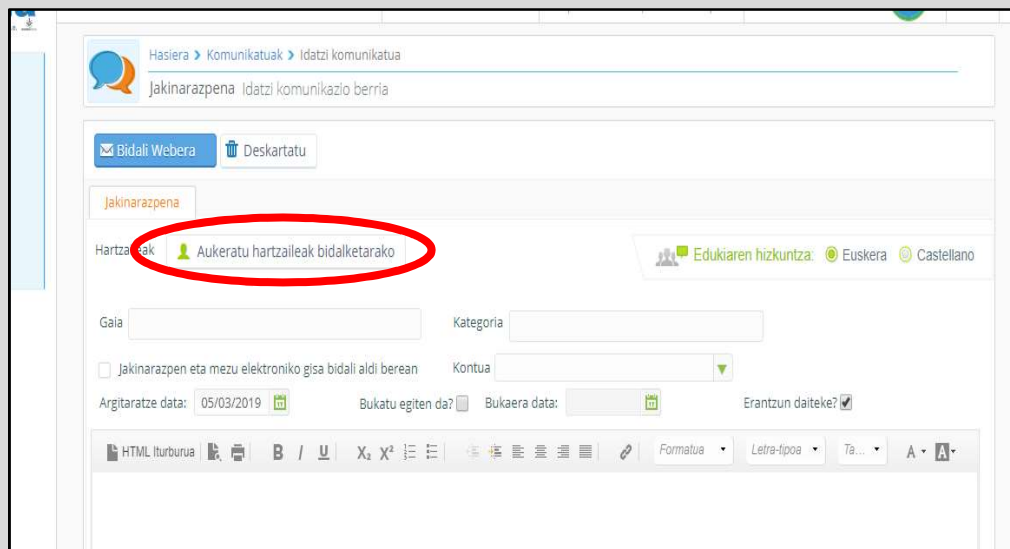 Hasiera > Komunikatuak > Idatzi komunikatua
Jakinarazpena Idatzi komunikazio berria
Bidali Webera Deskartatu
Jakinarazpena
Hartzaileak Aukeratu hartzaileak bidalketarako
Edukiaren hizkuntza: Euskera Castellano
Gaia Kategoria
Jakinarazpen eta mezu elektroniko gisa bidali aldi berean Kontua
Argitaratze data: 05/03/2019 Bukatu egiten da? Bukaera data: Erantzun daiteke?
HTML Iturburua B I U X₂ X² Formatua Letra-tipoa Ta... A A